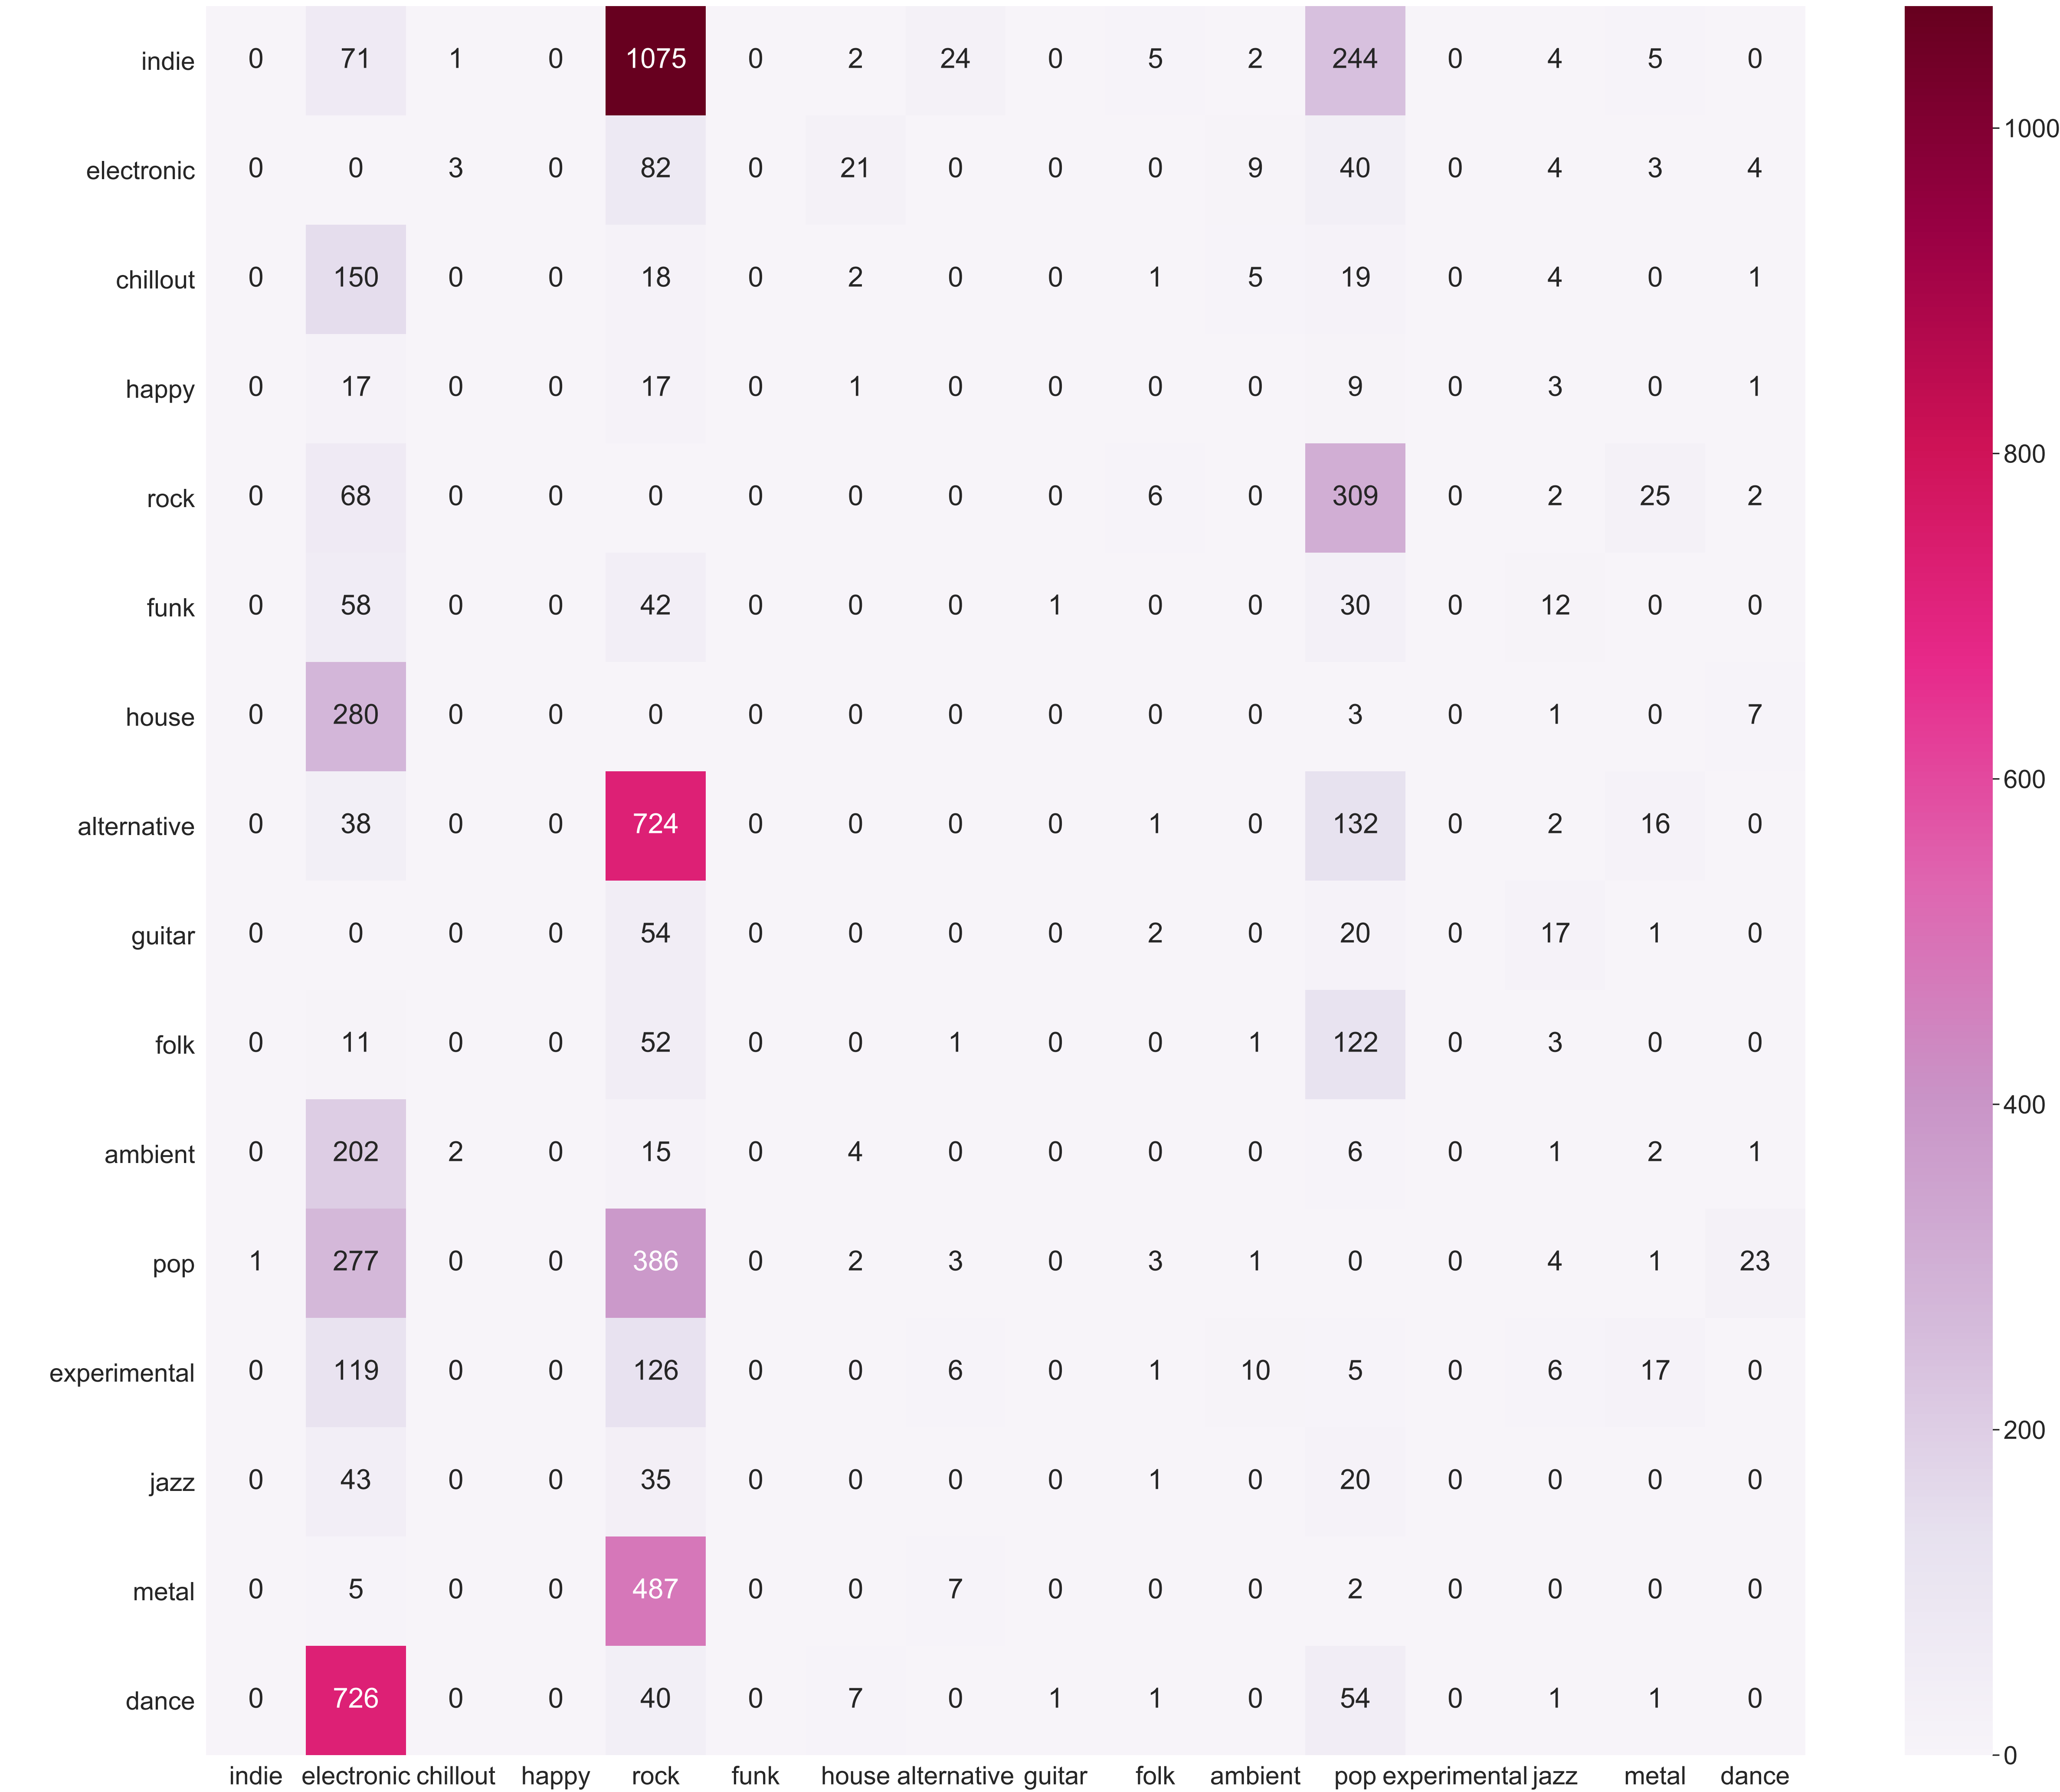 indie 0 71 1 0 1075 0 2 24 0 5 2 244 0 4 5 0
1000
electronic 0 0 3 0 82 0 21 0 0 0 9 40 0 4 3 4
chillout 0 150 0 0 18 0 2 0 0 1 5 19 0 4 0 1
happy 0 17 0 0 17 0 1 0 0 0 0 9 0 3 0 1
800
rock 0 68 0 0 0 0 0 0 0 6 0 309 0 2 25 2
funk 0 58 0 0 42 0 0 0 1 0 0 30 0 12 0 0
house 0 280 0 0 0 0 0 0 0 0 0 3 0 1 0 7
600
alternative 0 38 0 0 724 0 0 0 0 1 0 132 0 2 16 0
guitar 0 0 0 0 54 0 0 0 0 2 0 20 0 17 1 0
folk 0 11 0 0 52 0 0 1 0 0 1 122 0 3 0 0
400
ambient 0 202 2 0 15 0 4 0 0 0 0 6 0 1 2 1
pop 1 277 0 0 386 0 2 3 0 3 1 0 0 4 1 23
experimental 0 119 0 0 126 0 0 6 0 1 10 5 0 6 17 0
200
jazz 0 43 0 0 35 0 0 0 0 1 0 20 0 0 0 0
metal 0 5 0 0 487 0 0 7 0 0 0 2 0 0 0 0
dance 0 726 0 0 40 0 7 0 1 1 0 54 0 1 1 0
0
indie electronic chillout happy rock funk house alternative guitar folk ambient pop experimental jazz metal dance